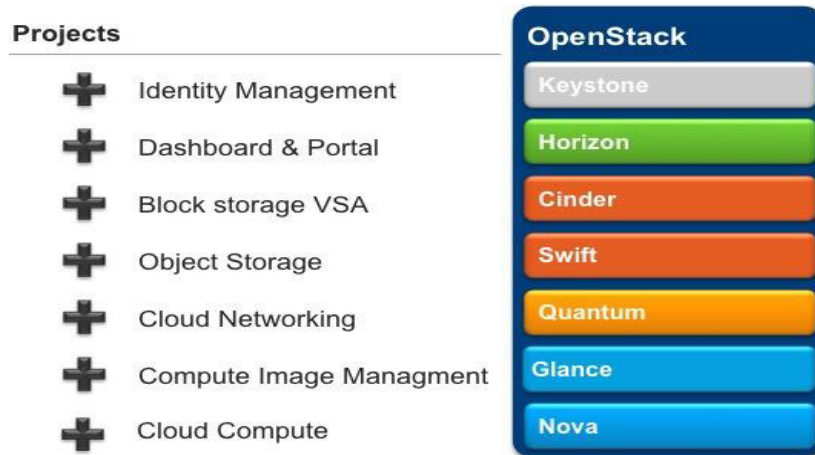 Projects
OpenStack
Identity Management
Keystone
Dashboard & Portal
Horizon
Block storage VSA
Cinder
Object Storage
Swift
Cloud Networking
Quantum
Compute Image Managment
Glance
Cloud Compute
Nova